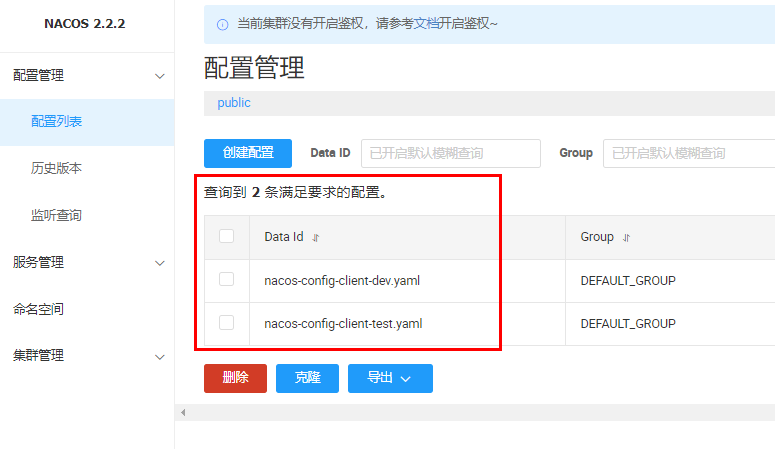 NACOS 2.2.2
配置管理
配置列表
历史版本
监听查询
服务管理
命名空间
集群管理
当前集群没有开启鉴权，请参考文档开启鉴权~
配置管理
public
创建配置 Data ID 已开启默认模糊查询 Group 已开启默认模糊查询
查询到 2 条满足要求的配置。
Data Id Group
nacos-config-client-dev.yaml DEFAULT_GROUP
nacos-config-client-test.yaml DEFAULT_GROUP
删除 克隆 导出